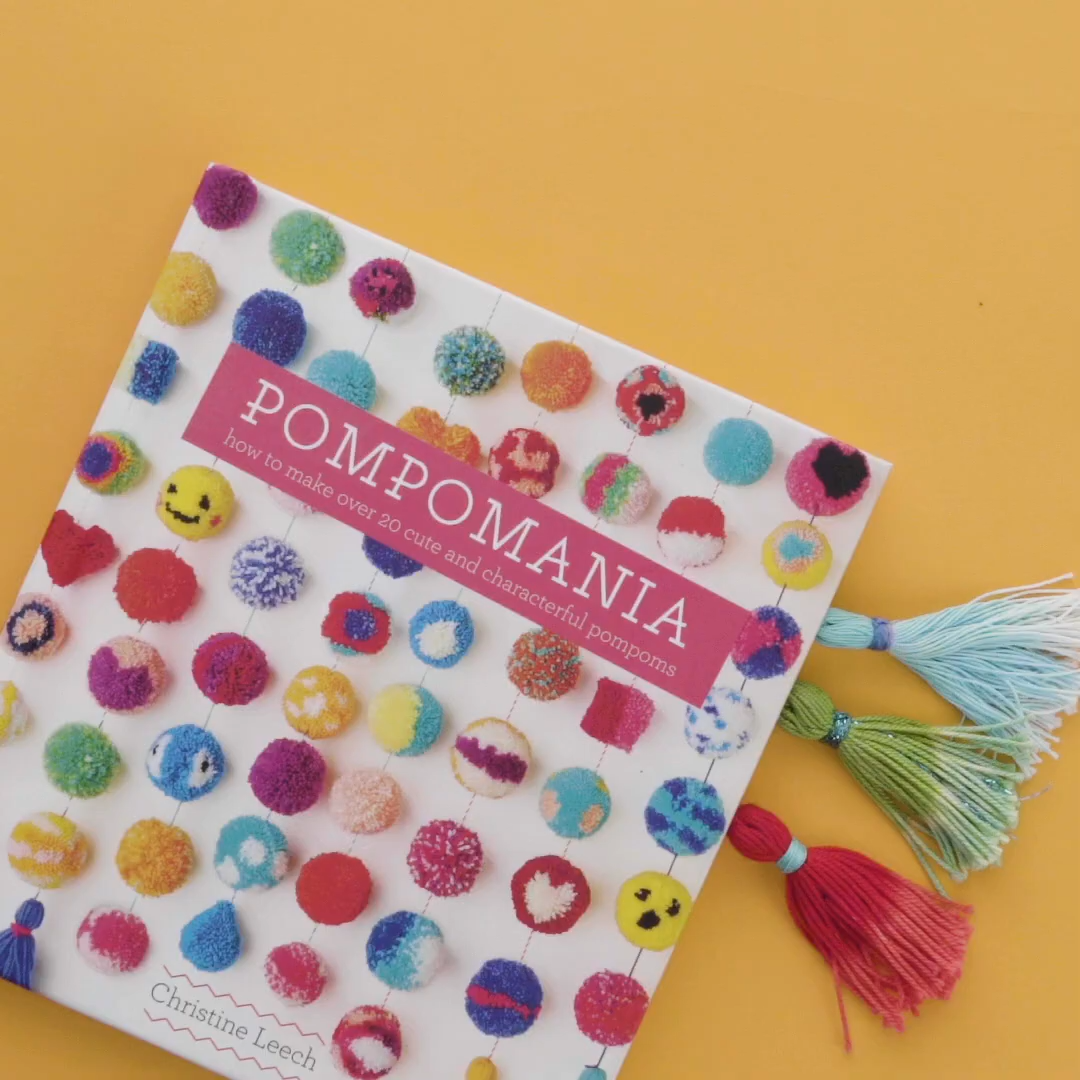 POMPOMANIA
how to make over 20 cute and characterful pompoms
Christine Leech